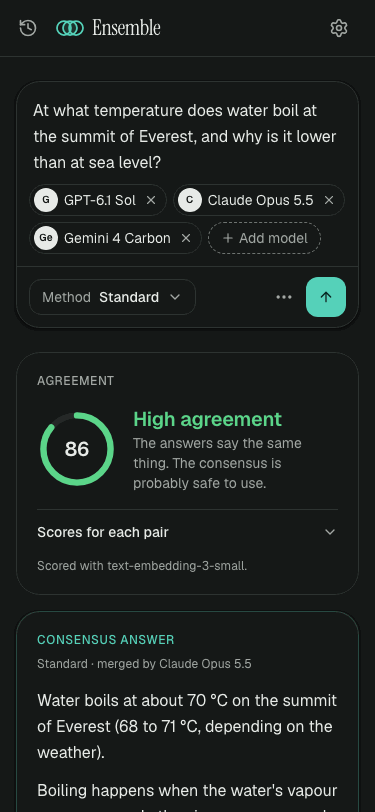 Ensemble
At what temperature does water boil at
the summit of Everest, and why is it lower
than at sea level?
G GPT-6.1 Sol × C Claude Opus 5.5 ×
Ge Gemini 4 Carbon × + Add model
Method Standard
AGREEMENT
86
High agreement
The answers say the same
thing. The consensus is
probably safe to use.
Scores for each pair
Scored with text-embedding-3-small.
CONSENSUS ANSWER
Standard · merged by Claude Opus 5.5
Water boils at about 70 °C on the summit
of Everest (68 to 71 °C, depending on the
weather).
Boiling happens when the water's vapour